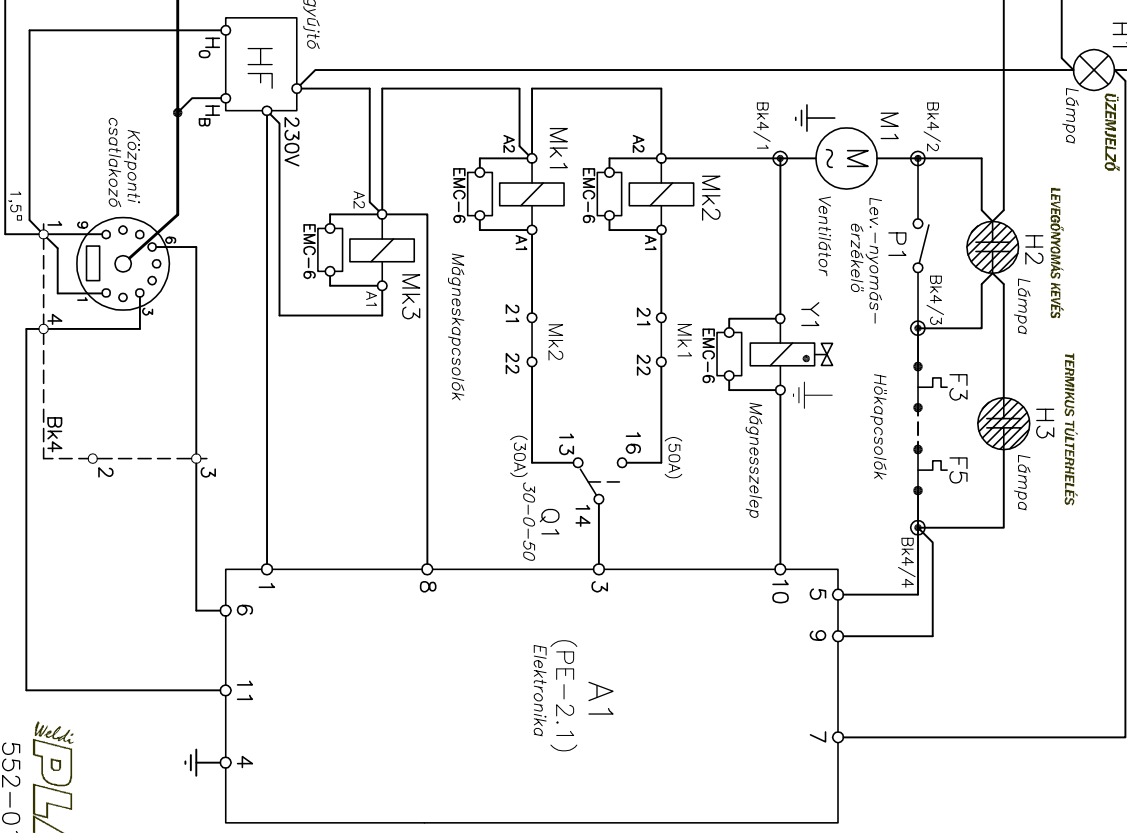 H1
ÜZEMJELZŐ
Lámpa
gyújtó
HF
H0
HB
230V
Központi
csatlakozó
1,5
1
9
6
1
3
4
Bk4
2
3
A2
EMC-6
A1
Mk3
Mk1
A2
EMC-6
A1
Mágneskapcsolók
Mk2
A2
EMC-6
A1
21
22
Mk2
21
22
Mk1
13
16
(30A)
(50A)
30-0-50
Q1
14
Bk4/1
M1
M
~
Ventilátor
Bk4/2
Lev.-nyomás-
érzékelő
P1
Bk4/3
Y1
EMC-6
Mágnesszelep
LEVEGŐNYOMÁS KEVÉS
H2
Lámpa
TERMIKUS TÚLTERHELÉS
H3
Lámpa
F3
F5
Hőkapcsolók
Bk4/4
1
8
3
10
5
9
7
6
11
4
A1
(PE-2.1)
Elektronika
Weldi
PLA
552-0